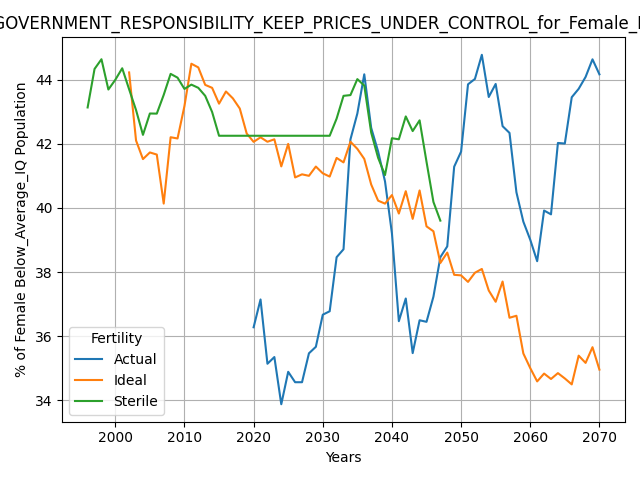 GOVERNMENT_RESPONSIBILITY_KEEP_PRICES_UNDER_CONTROL_for_Female_
% of Female Below_Average_IQ Population
44
42
40
38
36
34
Fertility
Actual
Ideal
Sterile
2000 2010 2020 2030 2040 2050 2060 2070
Years